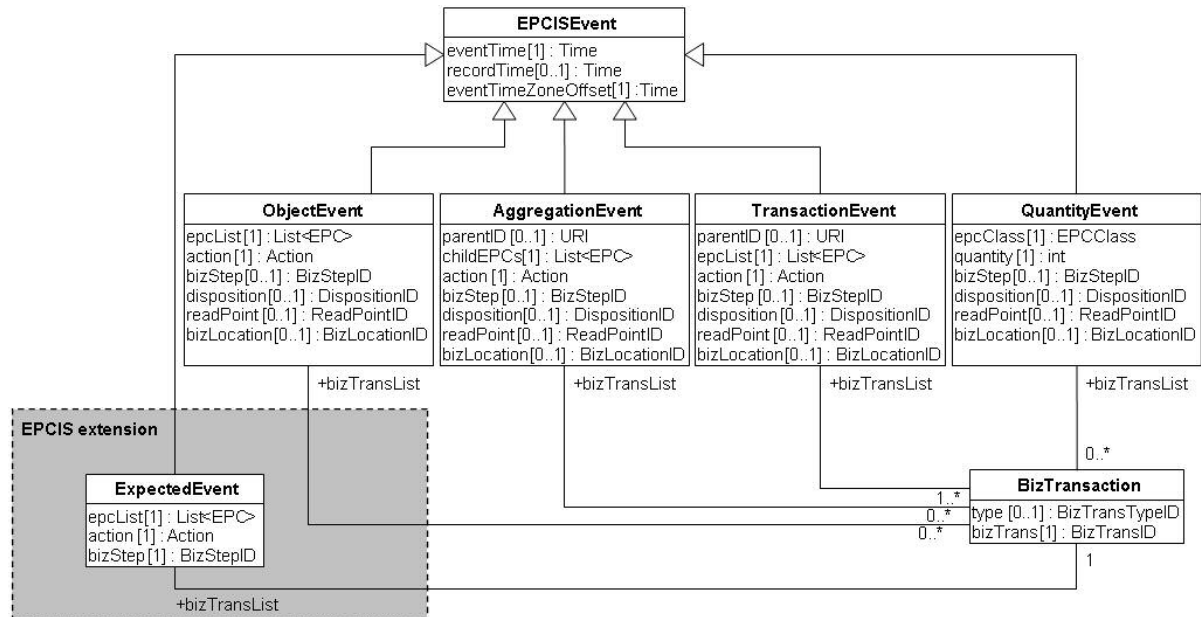 EPCISEvent
eventTime[1] : Time
recordTime[0..1] : Time
eventTimeZoneOffset[1] :Time
ObjectEvent
epcList[1] : List<EPC>
action[1] : Action
bizStep[0..1] : BizStepID
disposition[0..1] : DispositionID
readPoint[0..1] : ReadPointID
bizLocation[0..1] : BizLocationID
+bizTransList
AggregationEvent
parentID[0..1] : URI
childEPCs[1] : List<EPC>
action[1] : Action
bizStep[0..1] : BizStepID
disposition[0..1] : DispositionID
readPoint[0..1] : ReadPointID
bizLocation[0..1] : BizLocationID
+bizTransList
TransactionEvent
parentID[0..1] : URI
epcList[1] : List<EPC>
action[1] : Action
bizStep[0..1] : BizStepID
disposition[0..1] : DispositionID
readPoint[0..1] : ReadPointID
bizLocation[0..1] : BizLocationID
+bizTransList
QuantityEvent
epcClass[1] : EPCClass
quantity[1] : int
bizStep[0..1] : BizStepID
disposition[0..1] : DispositionID
readPoint[0..1] : ReadPointID
bizLocation[0..1] : BizLocationID
+bizTransList
EPCIS extension
ExpectedEvent
epcList[1] : List<EPC>
action[1] : Action
bizStep[1] : BizStepID
+bizTransList
0..*
1..*
0..*
0..*
BizTransaction
type [0..1] : BizTransTypeID
bizTrans[1] : BizTransID
1